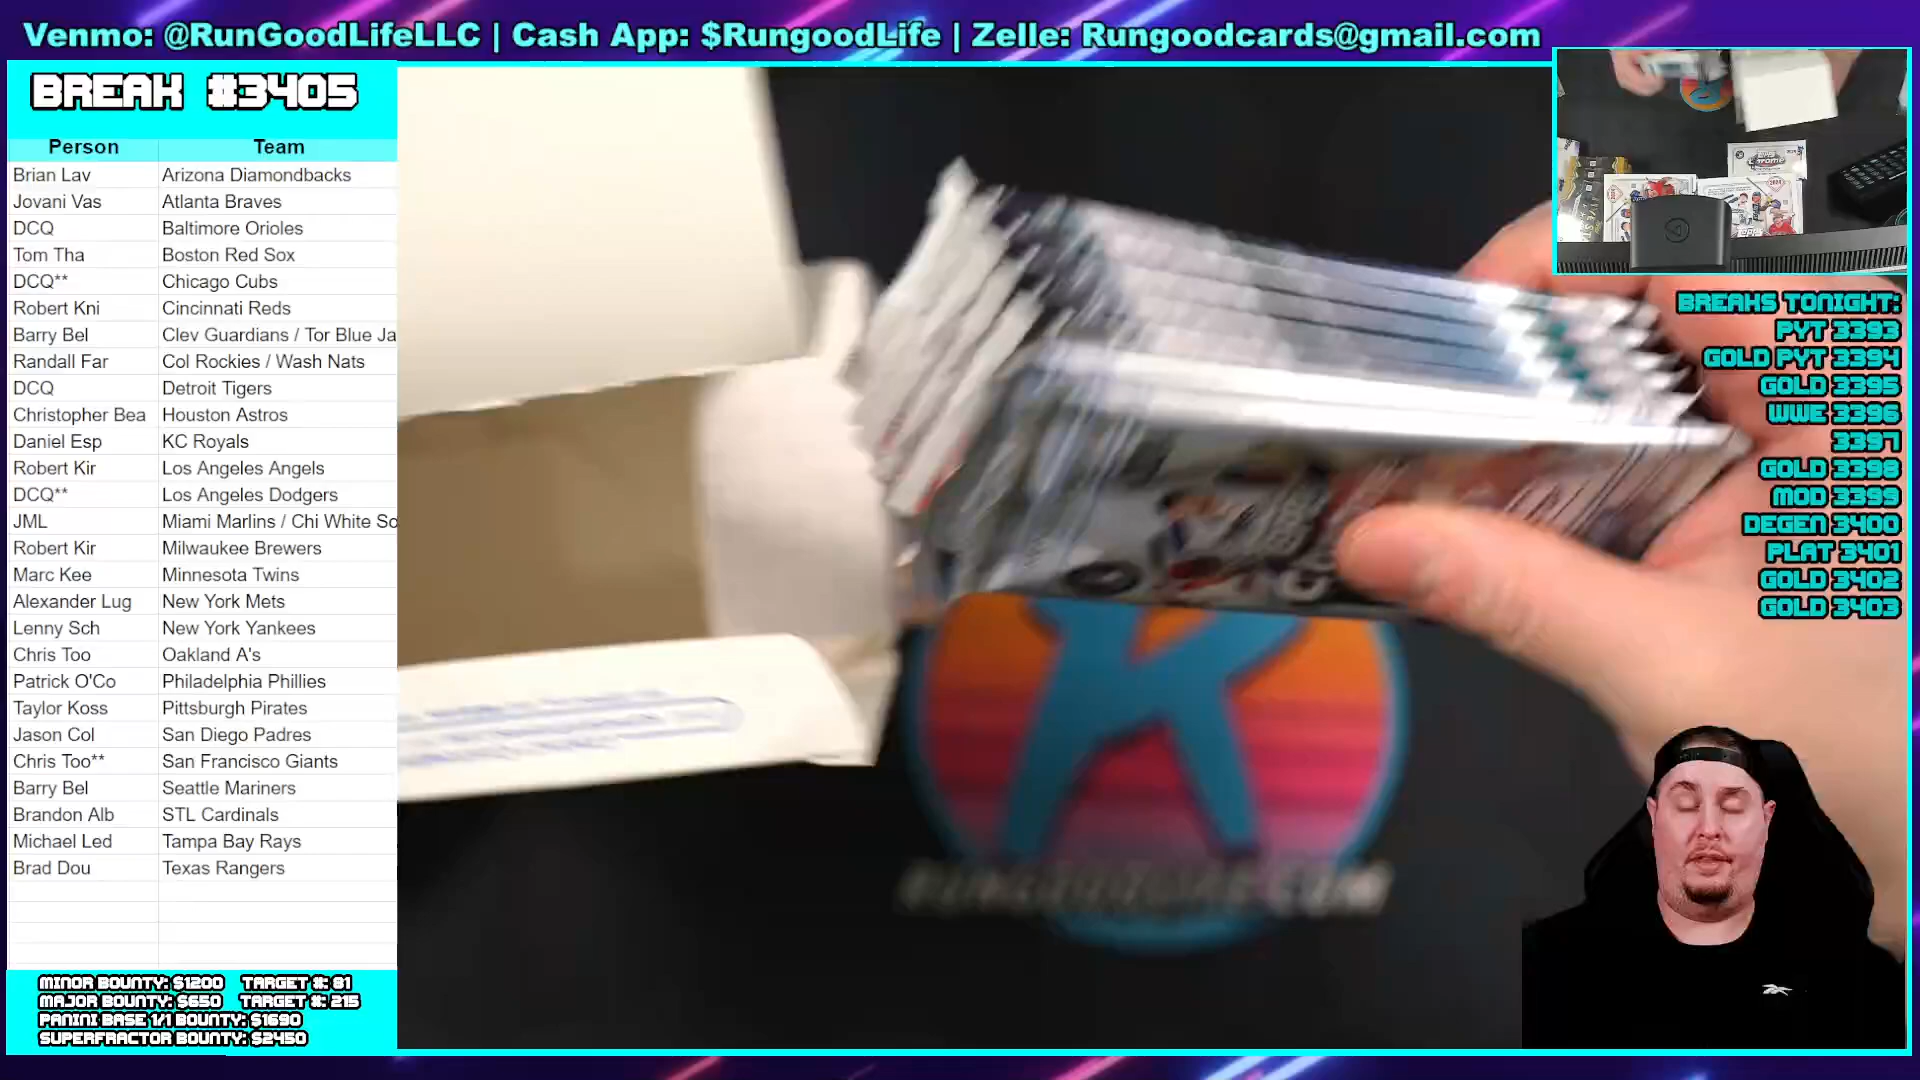 Venmo: @RunGoodLifeLLC | Cash App: $RungoodLife | Zelle: Rungoodcards@gmail.com
BREAK #3405
Person Team
Brian Lav Arizona Diamondbacks
Jovani Vas Atlanta Braves
DCQ Baltimore Orioles
Tom Tha Boston Red Sox
DCQ** Chicago Cubs
Robert Kni Cincinnati Reds
Barry Bel Clev Guardians / Tor Blue Ja
Randall Far Col Rockies / Wash Nats
DCQ Detroit Tigers
Christopher Bea Houston Astros
Daniel Esp KC Royals
Robert Kir Los Angeles Angels
DCQ** Los Angeles Dodgers
JML Miami Marlins / Chi White So
Robert Kir Milwaukee Brewers
Marc Kee Minnesota Twins
Alexander Lug New York Mets
Lenny Sch New York Yankees
Chris Too Oakland A's
Patrick O'Co Philadelphia Phillies
Taylor Koss Pittsburgh Pirates
Jason Col San Diego Padres
Chris Too** San Francisco Giants
Barry Bel Seattle Mariners
Brandon Alb STL Cardinals
Michael Led Tampa Bay Rays
Brad Dou Texas Rangers
MINOR BOUNTY: $1200 TARGET #: 81
MAJOR BOUNTY: $650 TARGET #: 215
PANINI BASE 1/1 BOUNTY: $1690
SUPERFRACTOR BOUNTY: $2450
BREAKS TONIGHT:
PYT 3393
GOLD PYT 3394
GOLD 3395
WWE 3396
3397
GOLD 3398
MOD 3399
DEGEN 3400
PLAT 3401
GOLD 3402
GOLD 3403
RUNGOODLIFE.COM
Chrome
Topps